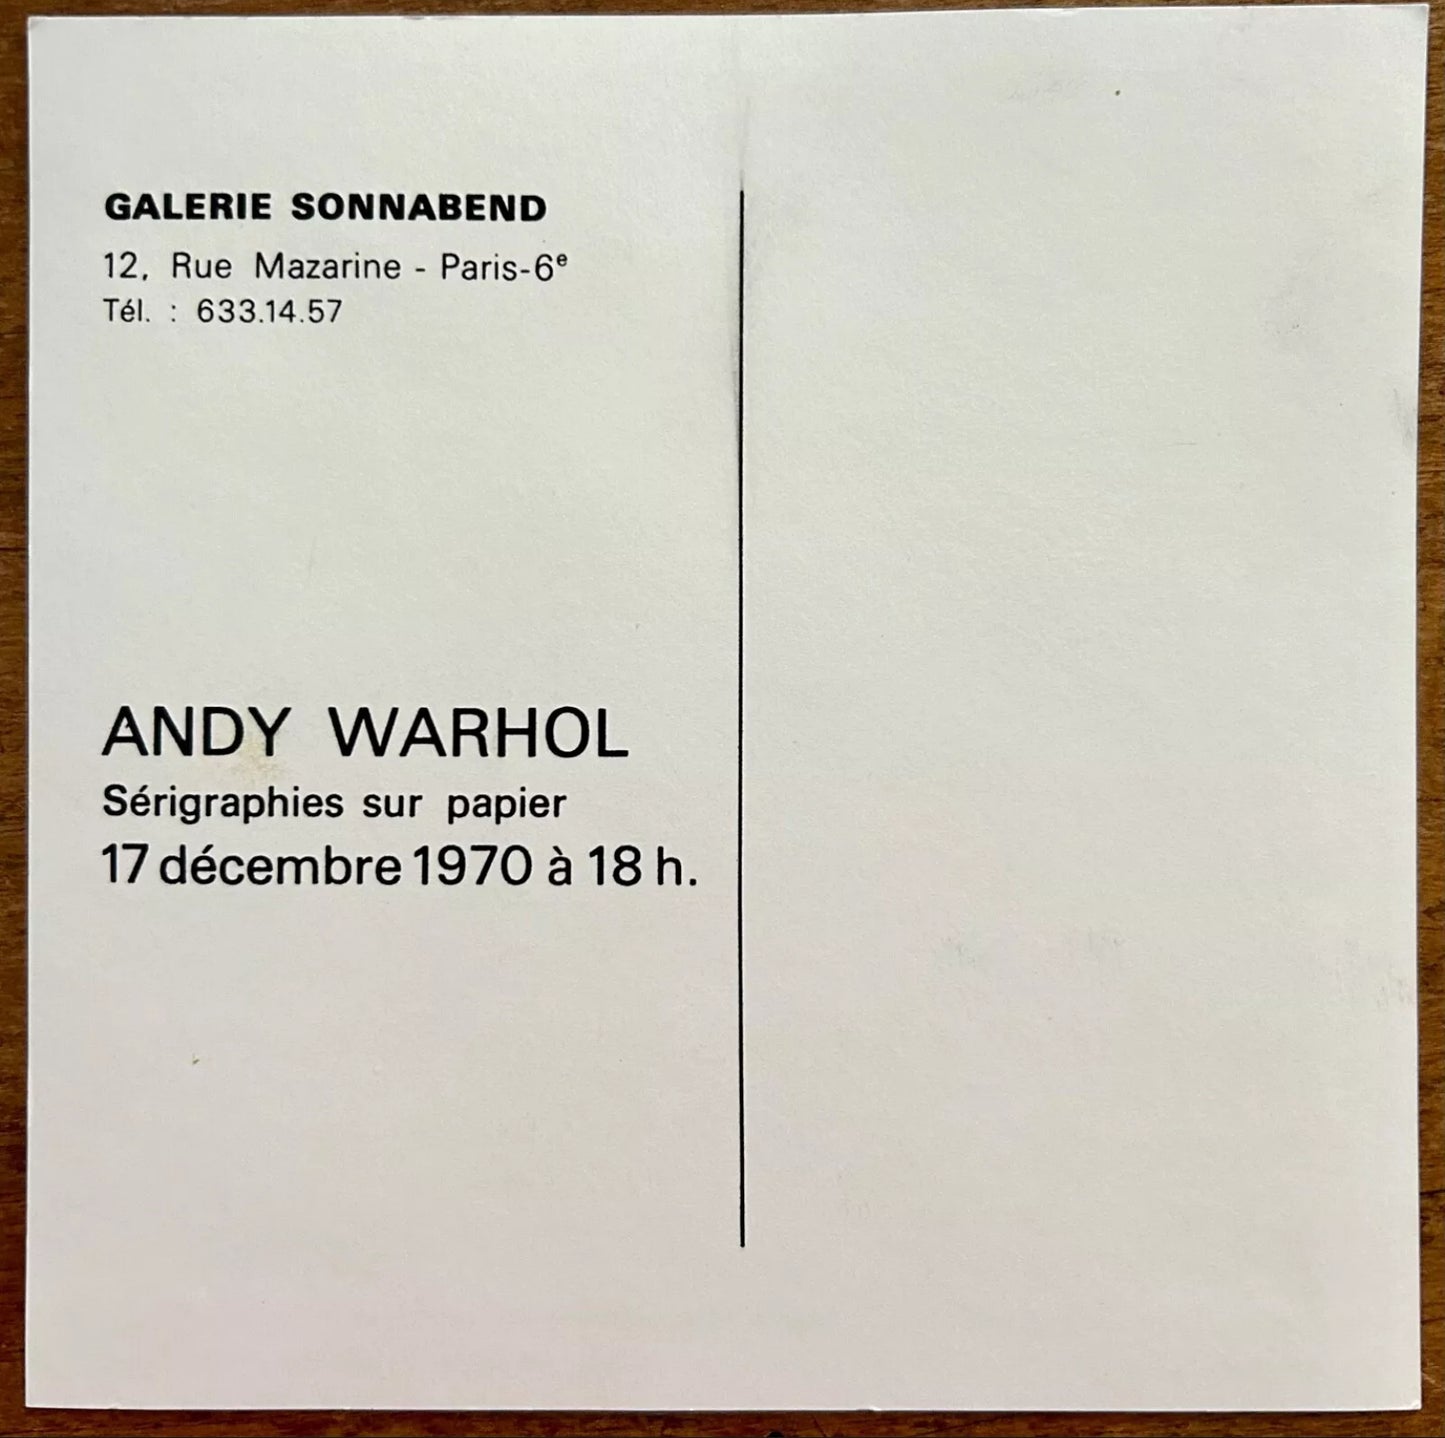 GALERIE SONNABEND
12, Rue Mazarine - Paris-6ᵉ
Tél. : 633.14.57
ANDY WARHOL
Sérigraphies sur papier
17 décembre 1970 à 18 h.